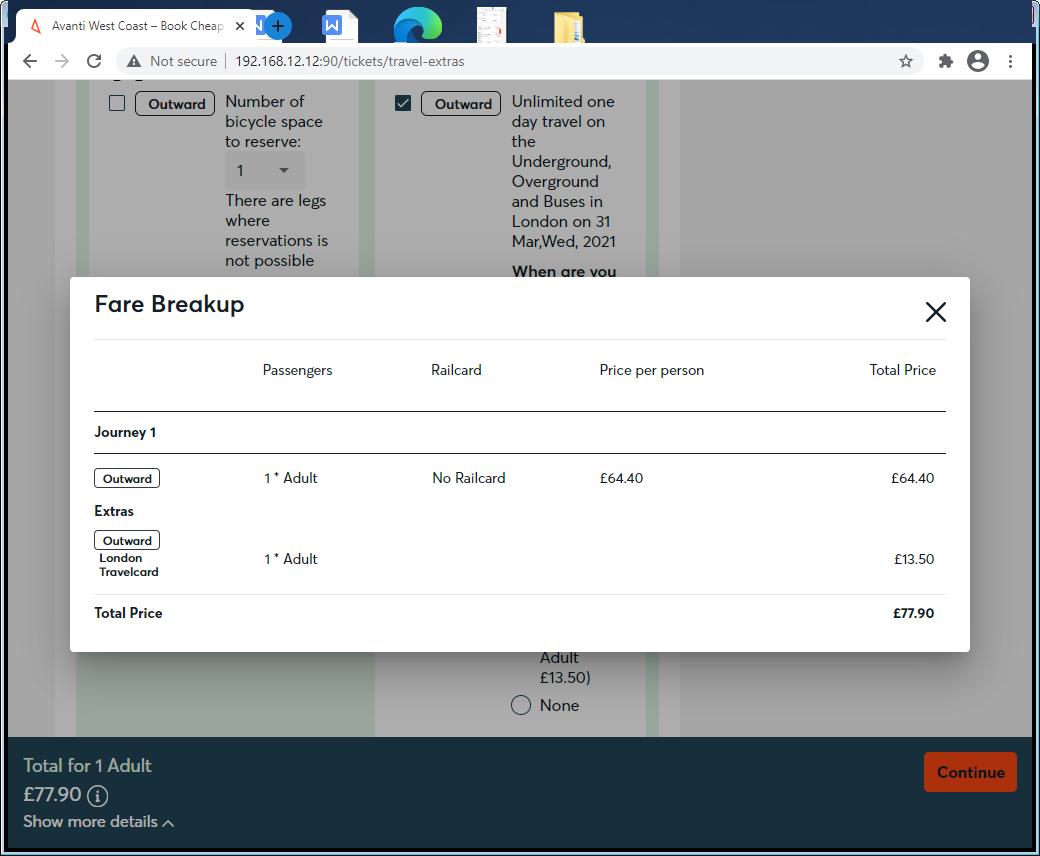 Avanti West Coast – Book Cheap
Not secure
192.168.12.12:90/tickets/travel-extras
Outward
Number of
bicycle space
to reserve:
1
There are legs
where
reservations is
not possible
Outward
Unlimited one
day travel on
the
Underground,
Overground
and Buses in
London on 31
Mar,Wed, 2021
When are you
Fare Breakup
Passengers Railcard Price per person Total Price
Journey 1
Outward 1 * Adult No Railcard £64.40 £64.40
Extras
Outward
London
Travelcard
1 * Adult £13.50
Total Price £77.90
Adult
£13.50)
None
Total for 1 Adult
£77.90
Show more details
Continue